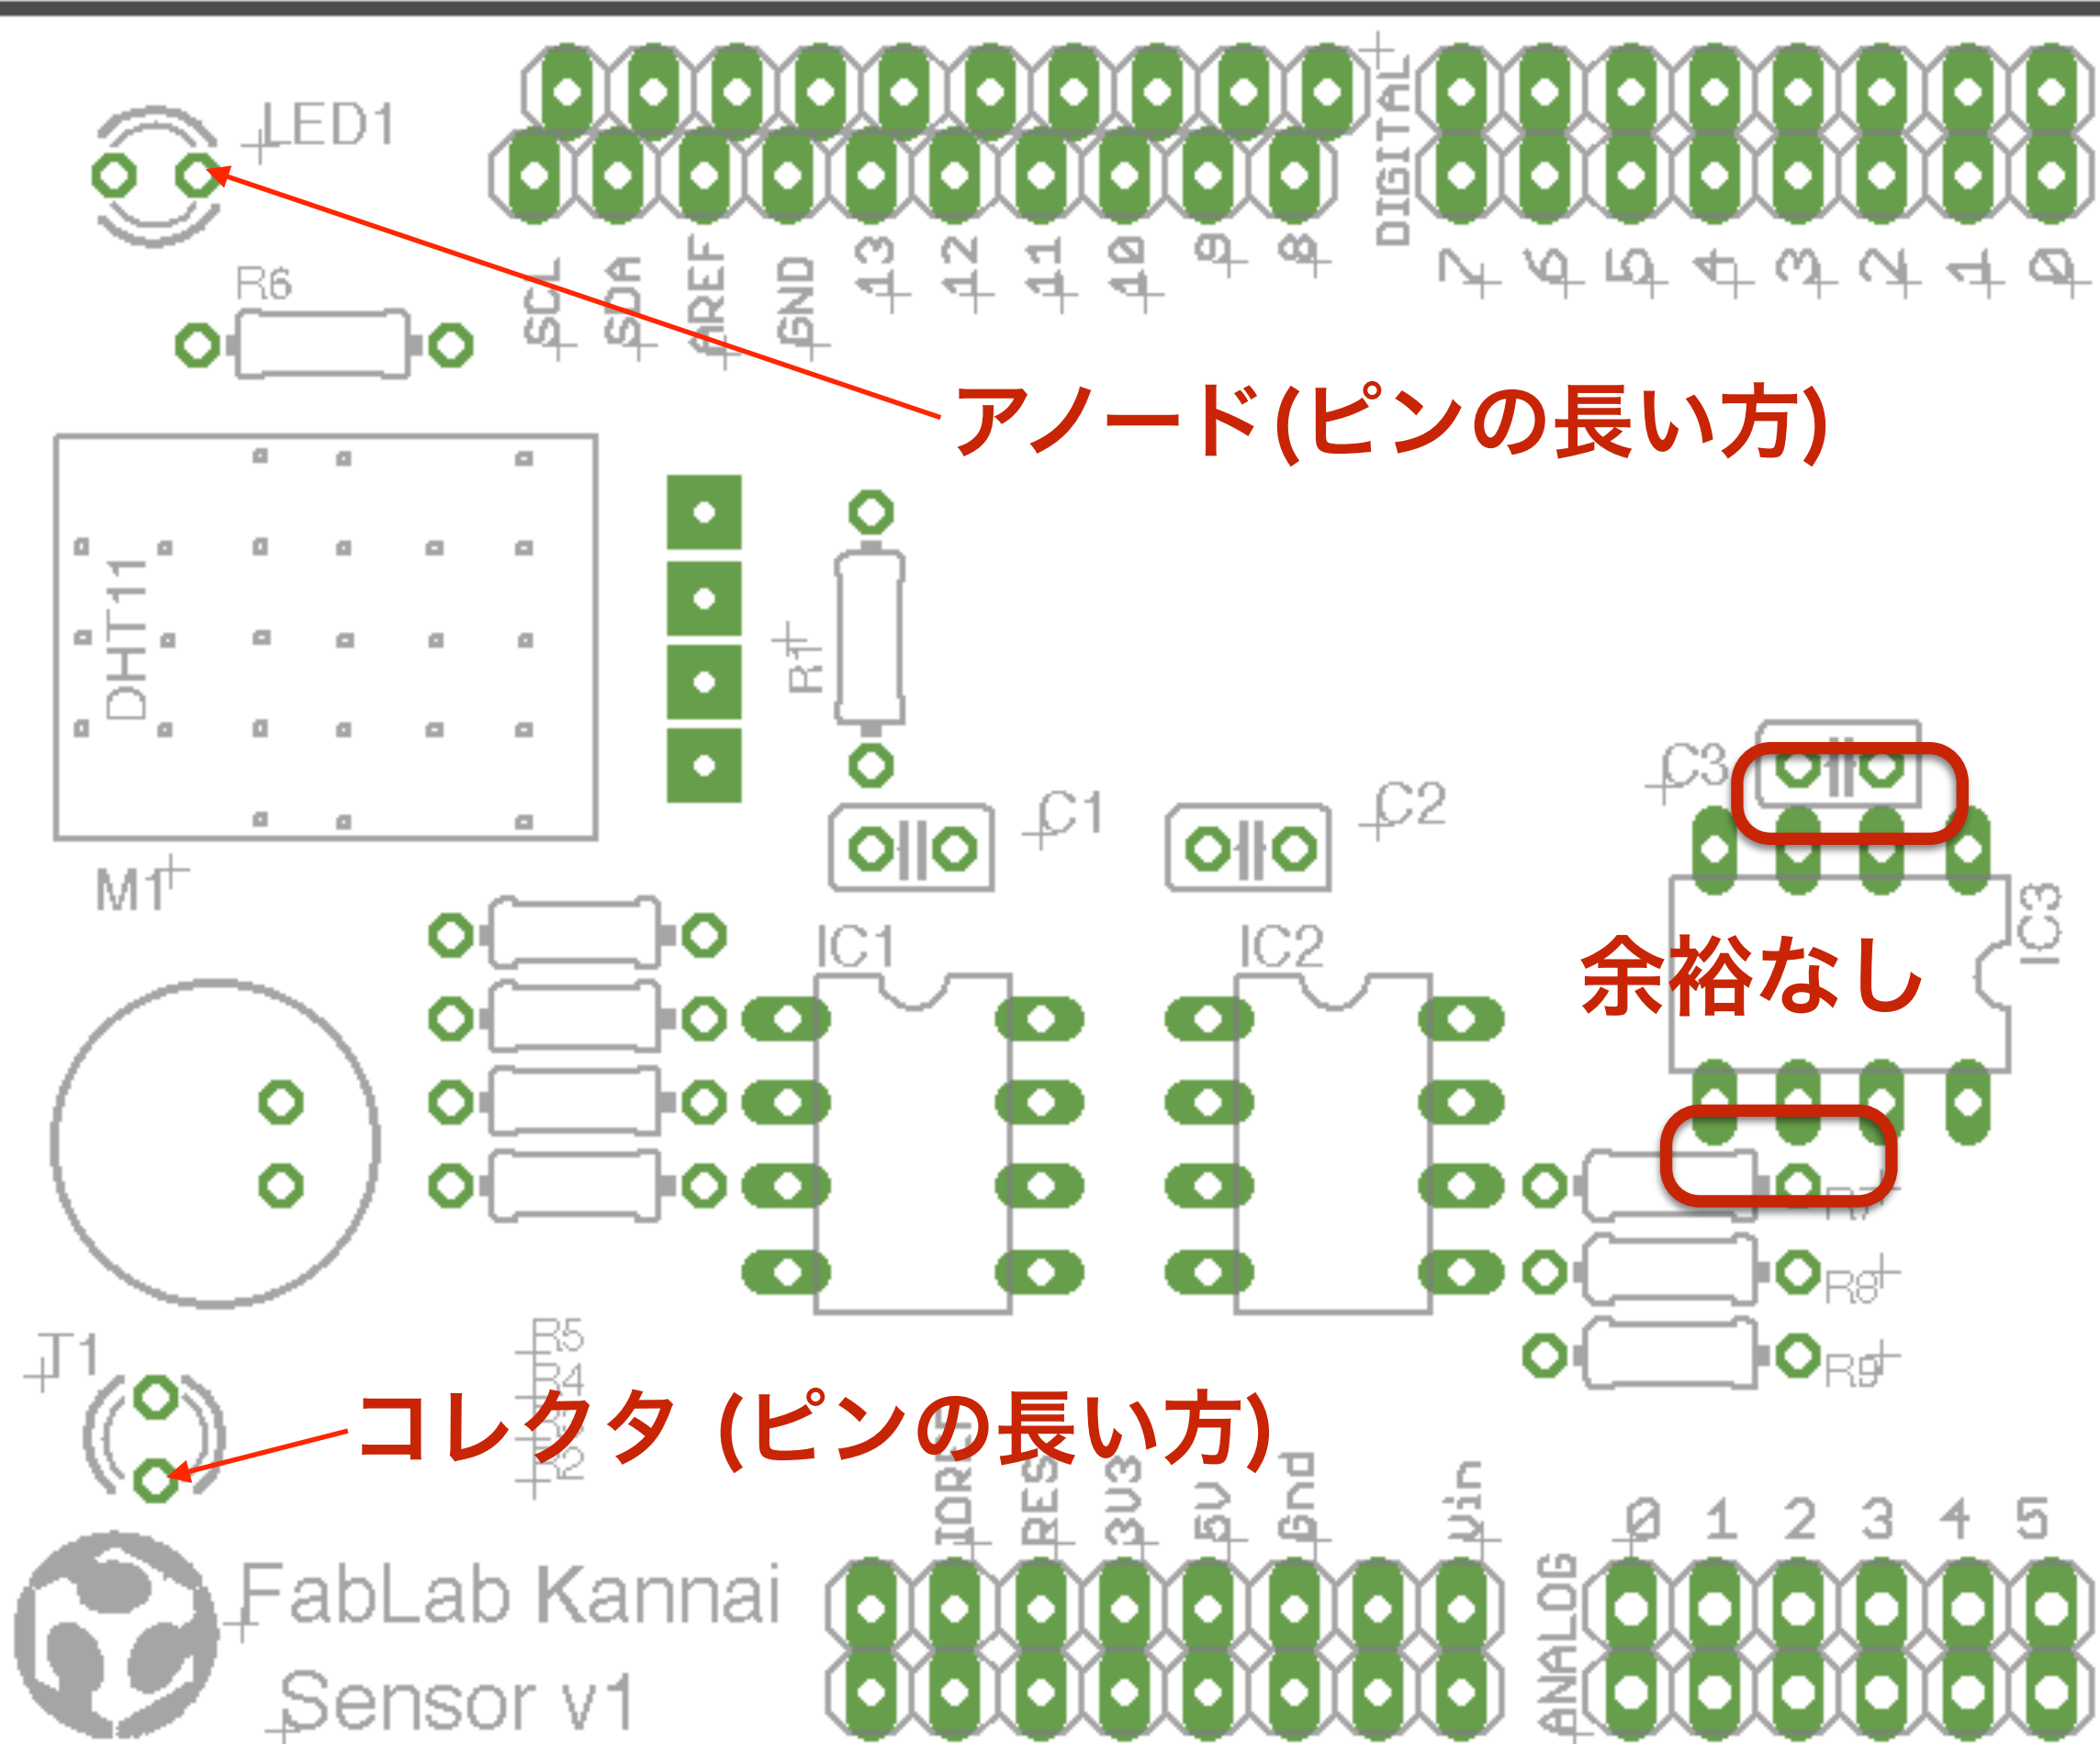 LED1
R6
SCL
SDA
AREF
GND
13
12
11
10
9
8
DIGITAL
7
6
5
4
3
2
1
0
アノード(ピンの長い方)
DHT11
R1
C1
C2
C3
M1
IC1
IC2
IC3
余裕なし
R7
R8
R9
R5
R4
R2
T1
コレクタ (ピンの長い方)
RES
3V3
5V
Gnd
Vin
0
1
2
3
4
5
ANALOG
FabLab Kannai
Sensor v1